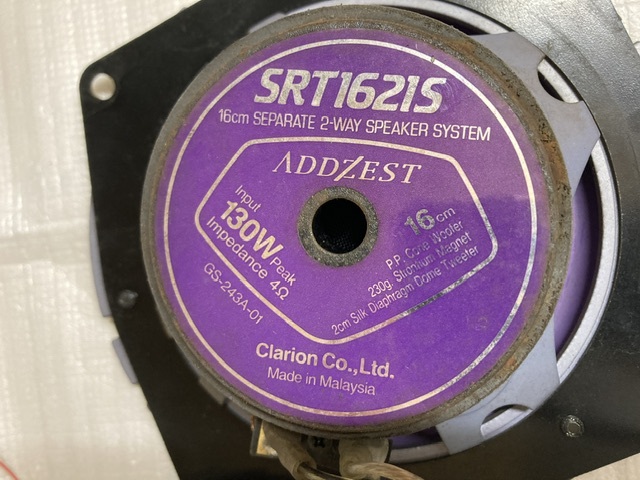 SRT1621S
16cm SEPARATE 2-WAY SPEAKER SYSTEM
ADDZEST
Input
130W Peak
Impedance 4Ω
16cm
P.P. Cone Woofer
230g. Strontium Magnet
2cm Silk Diaphragm Dome Tweeter
GS-243A-01
Clarion Co.,Ltd.
Made in Malaysia